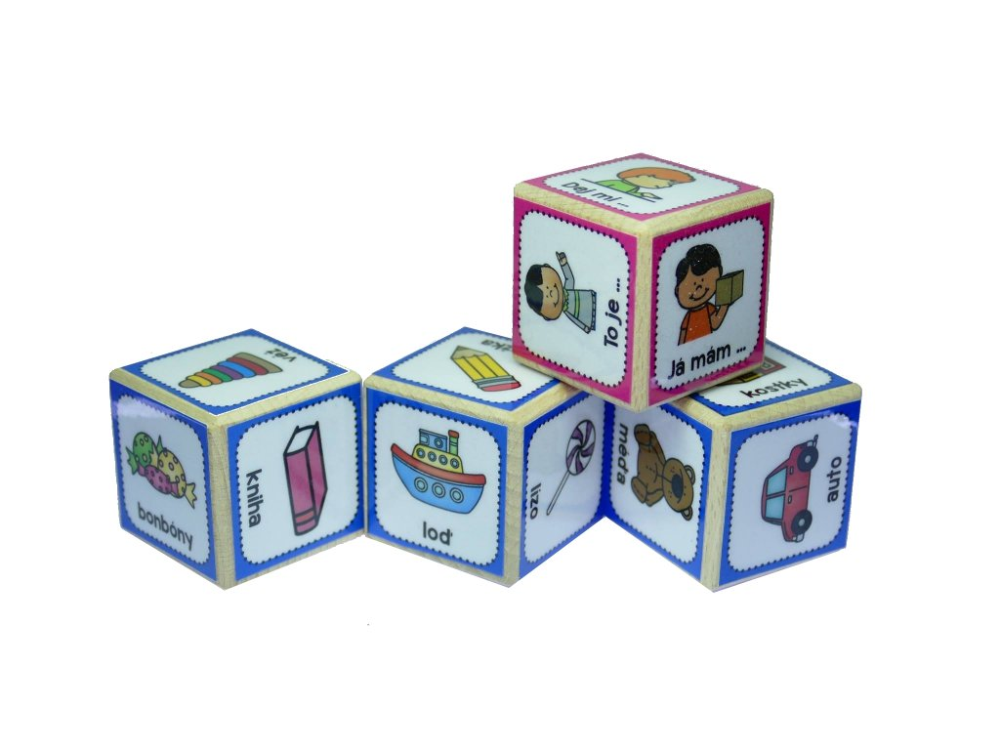 Dej mi ...
To je ...
Já mám ...
věž
bonbóny
kniha
loď
lízo
méďa
kostky
auto